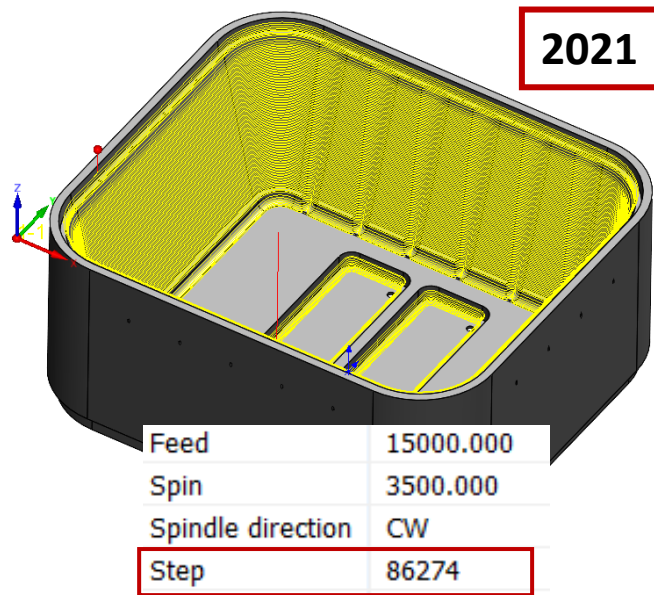 2021
z
Feed 15000.000
Spin 3500.000
Spindle direction CW
Step 86274